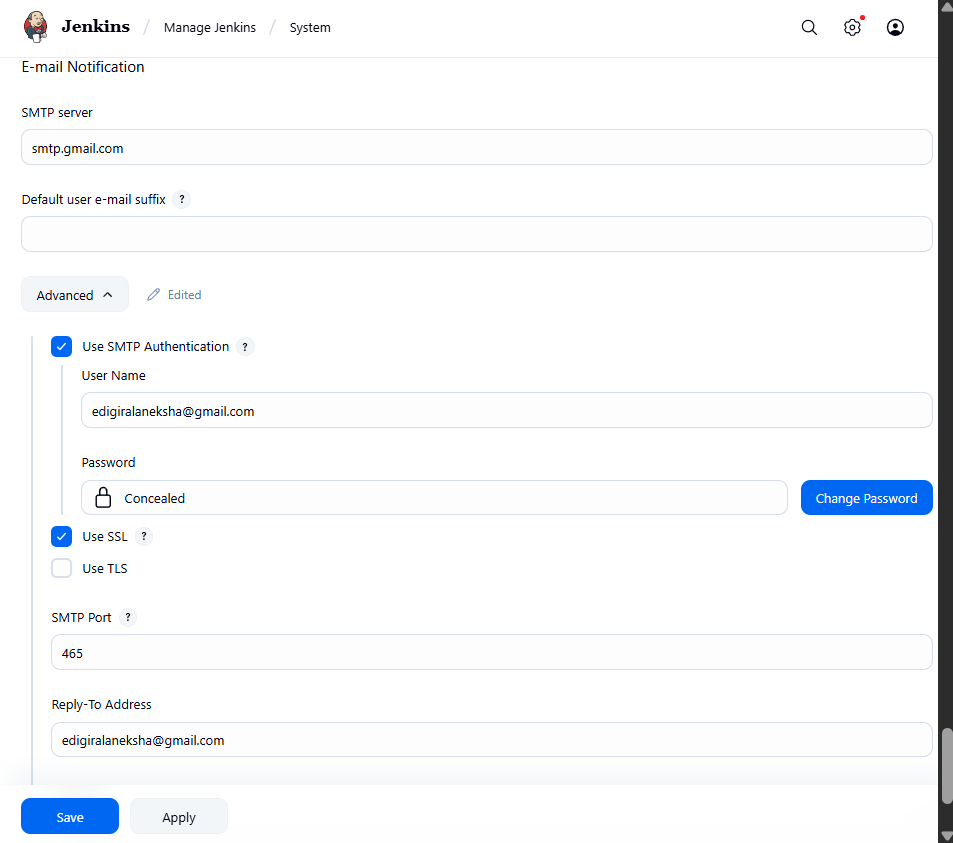 Jenkins / Manage Jenkins / System
E-mail Notification
SMTP server
smtp.gmail.com
Default user e-mail suffix ?
Advanced Edited
Use SMTP Authentication ?
User Name
edigiralaneksha@gmail.com
Password
Concealed Change Password
Use SSL ?
Use TLS
SMTP Port ?
465
Reply-To Address
edigiralaneksha@gmail.com
Save Apply